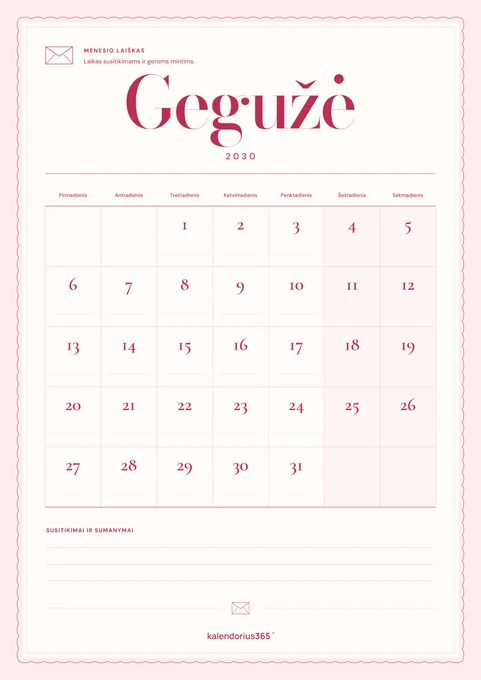 MĖNESIO LAIŠKAS
Laikas susitikimams ir geroms mintims.
Gegužė
2030
Pirmadienis Antradienis Trečiadienis Ketvirtadienis Penktadienis Šeštadienis Sekmadienis
1 2 3 4 5
6 7 8 9 10 11 12
13 14 15 16 17 18 19
20 21 22 23 24 25 26
27 28 29 30 31
SUSITIKIMAI IR SUMANYMAI
kalendorius365™